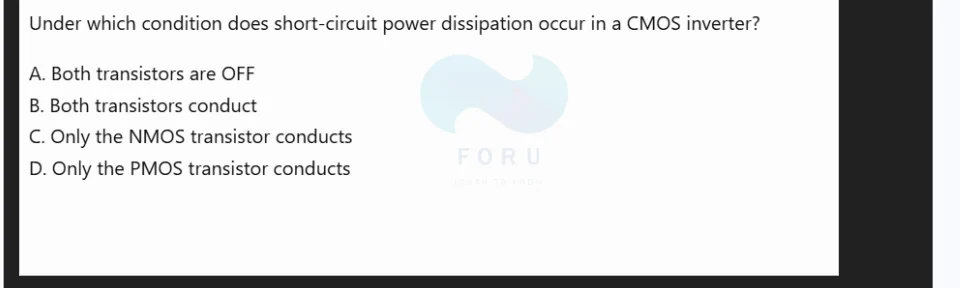 Under which condition does short-circuit power dissipation occur in a CMOS inverter?
A. Both transistors are OFF
B. Both transistors conduct
C. Only the NMOS transistor conducts
D. Only the PMOS transistor conducts
FORU